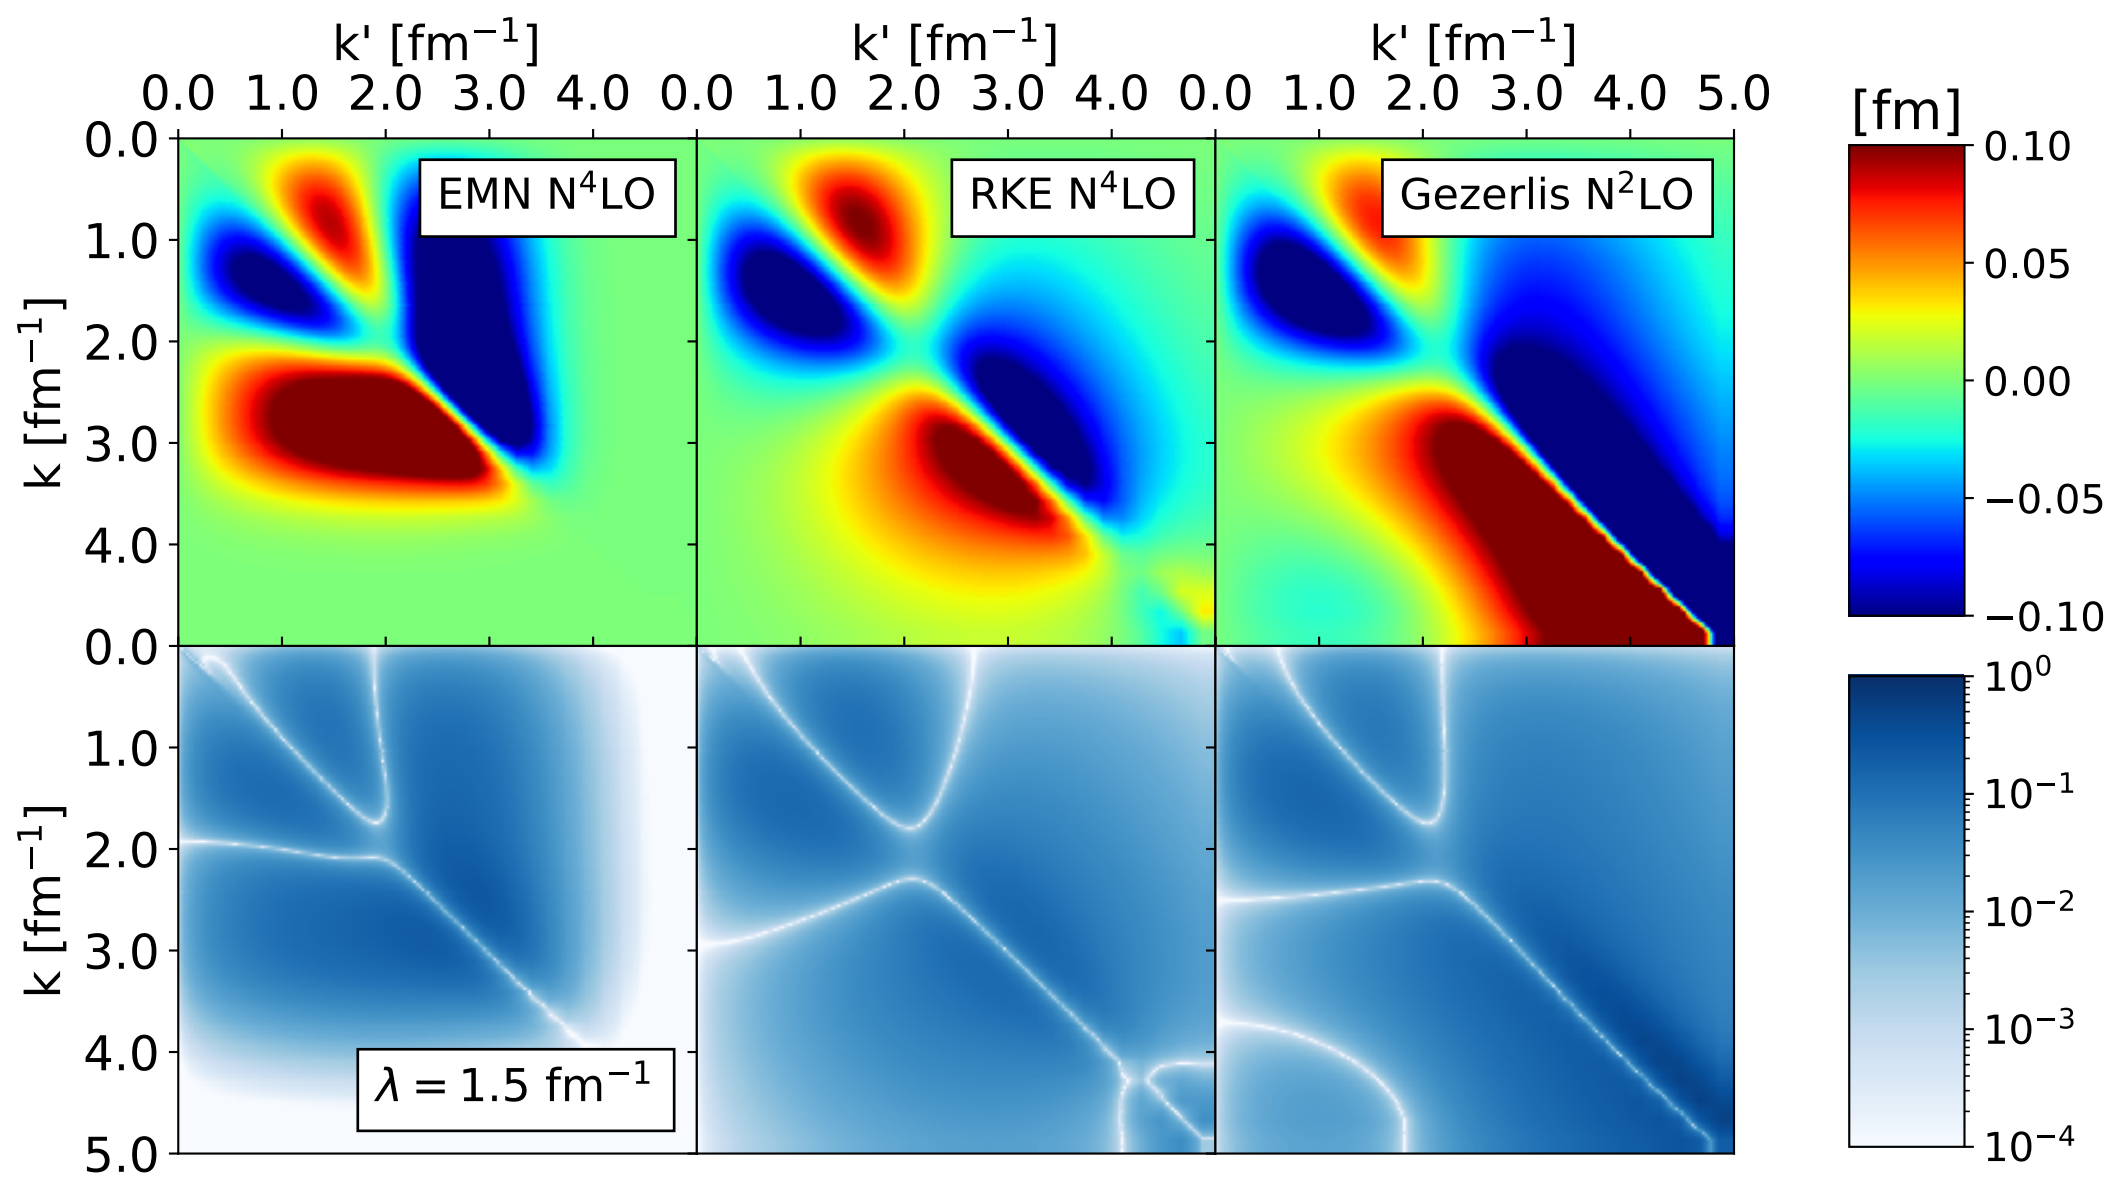 k' [fm⁻¹] k' [fm⁻¹] k' [fm⁻¹]
0.0 1.0 2.0 3.0 4.0 0.0 1.0 2.0 3.0 4.0 0.0 1.0 2.0 3.0 4.0 5.0
[fm]
k [fm⁻¹]
0.0
1.0
2.0
3.0
4.0
0.0
EMN N⁴LO
RKE N⁴LO
Gezerlis N²LO
0.10
0.05
0.00
−0.05
−0.10
k [fm⁻¹]
1.0
2.0
3.0
4.0
5.0
λ = 1.5 fm⁻¹
10⁰
10⁻¹
10⁻²
10⁻³
10⁻⁴